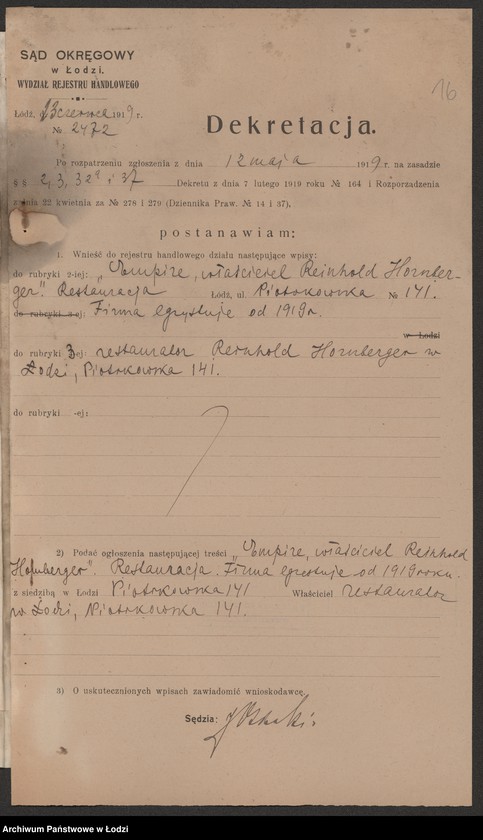 SĄD OKRĘGOWY
w Łodzi.
WYDZIAŁ REJESTRU HANDLOWEGO
16
Łódź, 13 czerwca 1919 r.
№ 2472
Dekretacja.
Po rozpatrzeniu zgłoszenia z dnia 12 maja 1919 r. na zasadzie
2, 3, 32 i 37 Dekretu z dnia 7 lutego 1919 roku № 164 i Rozporządzenia
z dnia 22 kwietnia za № 278 i 279 (Dziennika Praw. № 14 i 37),
postanawiam:
1. Wnieść do rejestru handlowego działu następujące wpisy:
do rubryki 2-iej: „Empire, właściciel Reinhold Hornber-
ger". Restauracja Łódź, ul. Piotrkowska № 141.
do rubryki -ej: Firma egzystuje od 1919 r.
w Łodzi
do rubryki 3ej: restaurator Reinhold Hornberger w
Łodzi, Piotrkowska 141.
do rubryki -ej:
2) Podać ogłoszenia następującej treści „Empire, właściciel Reinhold
Hornberger". Restauracja. Firma egzystuje od 1919 roku.
z siedzibą w Łodzi Piotrkowska 141 Właściciel restaurator
w Łodzi, Piotrkowska 141.
3) O uskutecznionych wpisach zawiadomić wnioskodawcę.
Sędzia:
Archiwum Państwowe w Łodzi